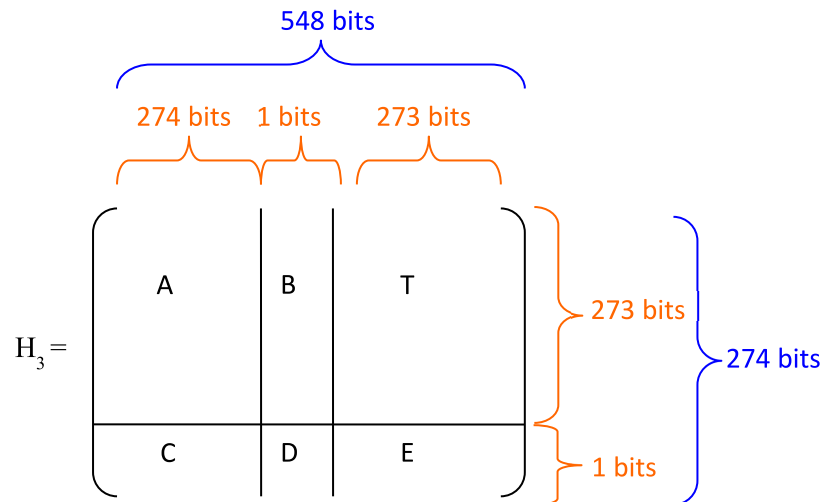 548 bits
274 bits 1 bits 273 bits
A B T
273 bits
H3 =
274 bits
C D E
1 bits